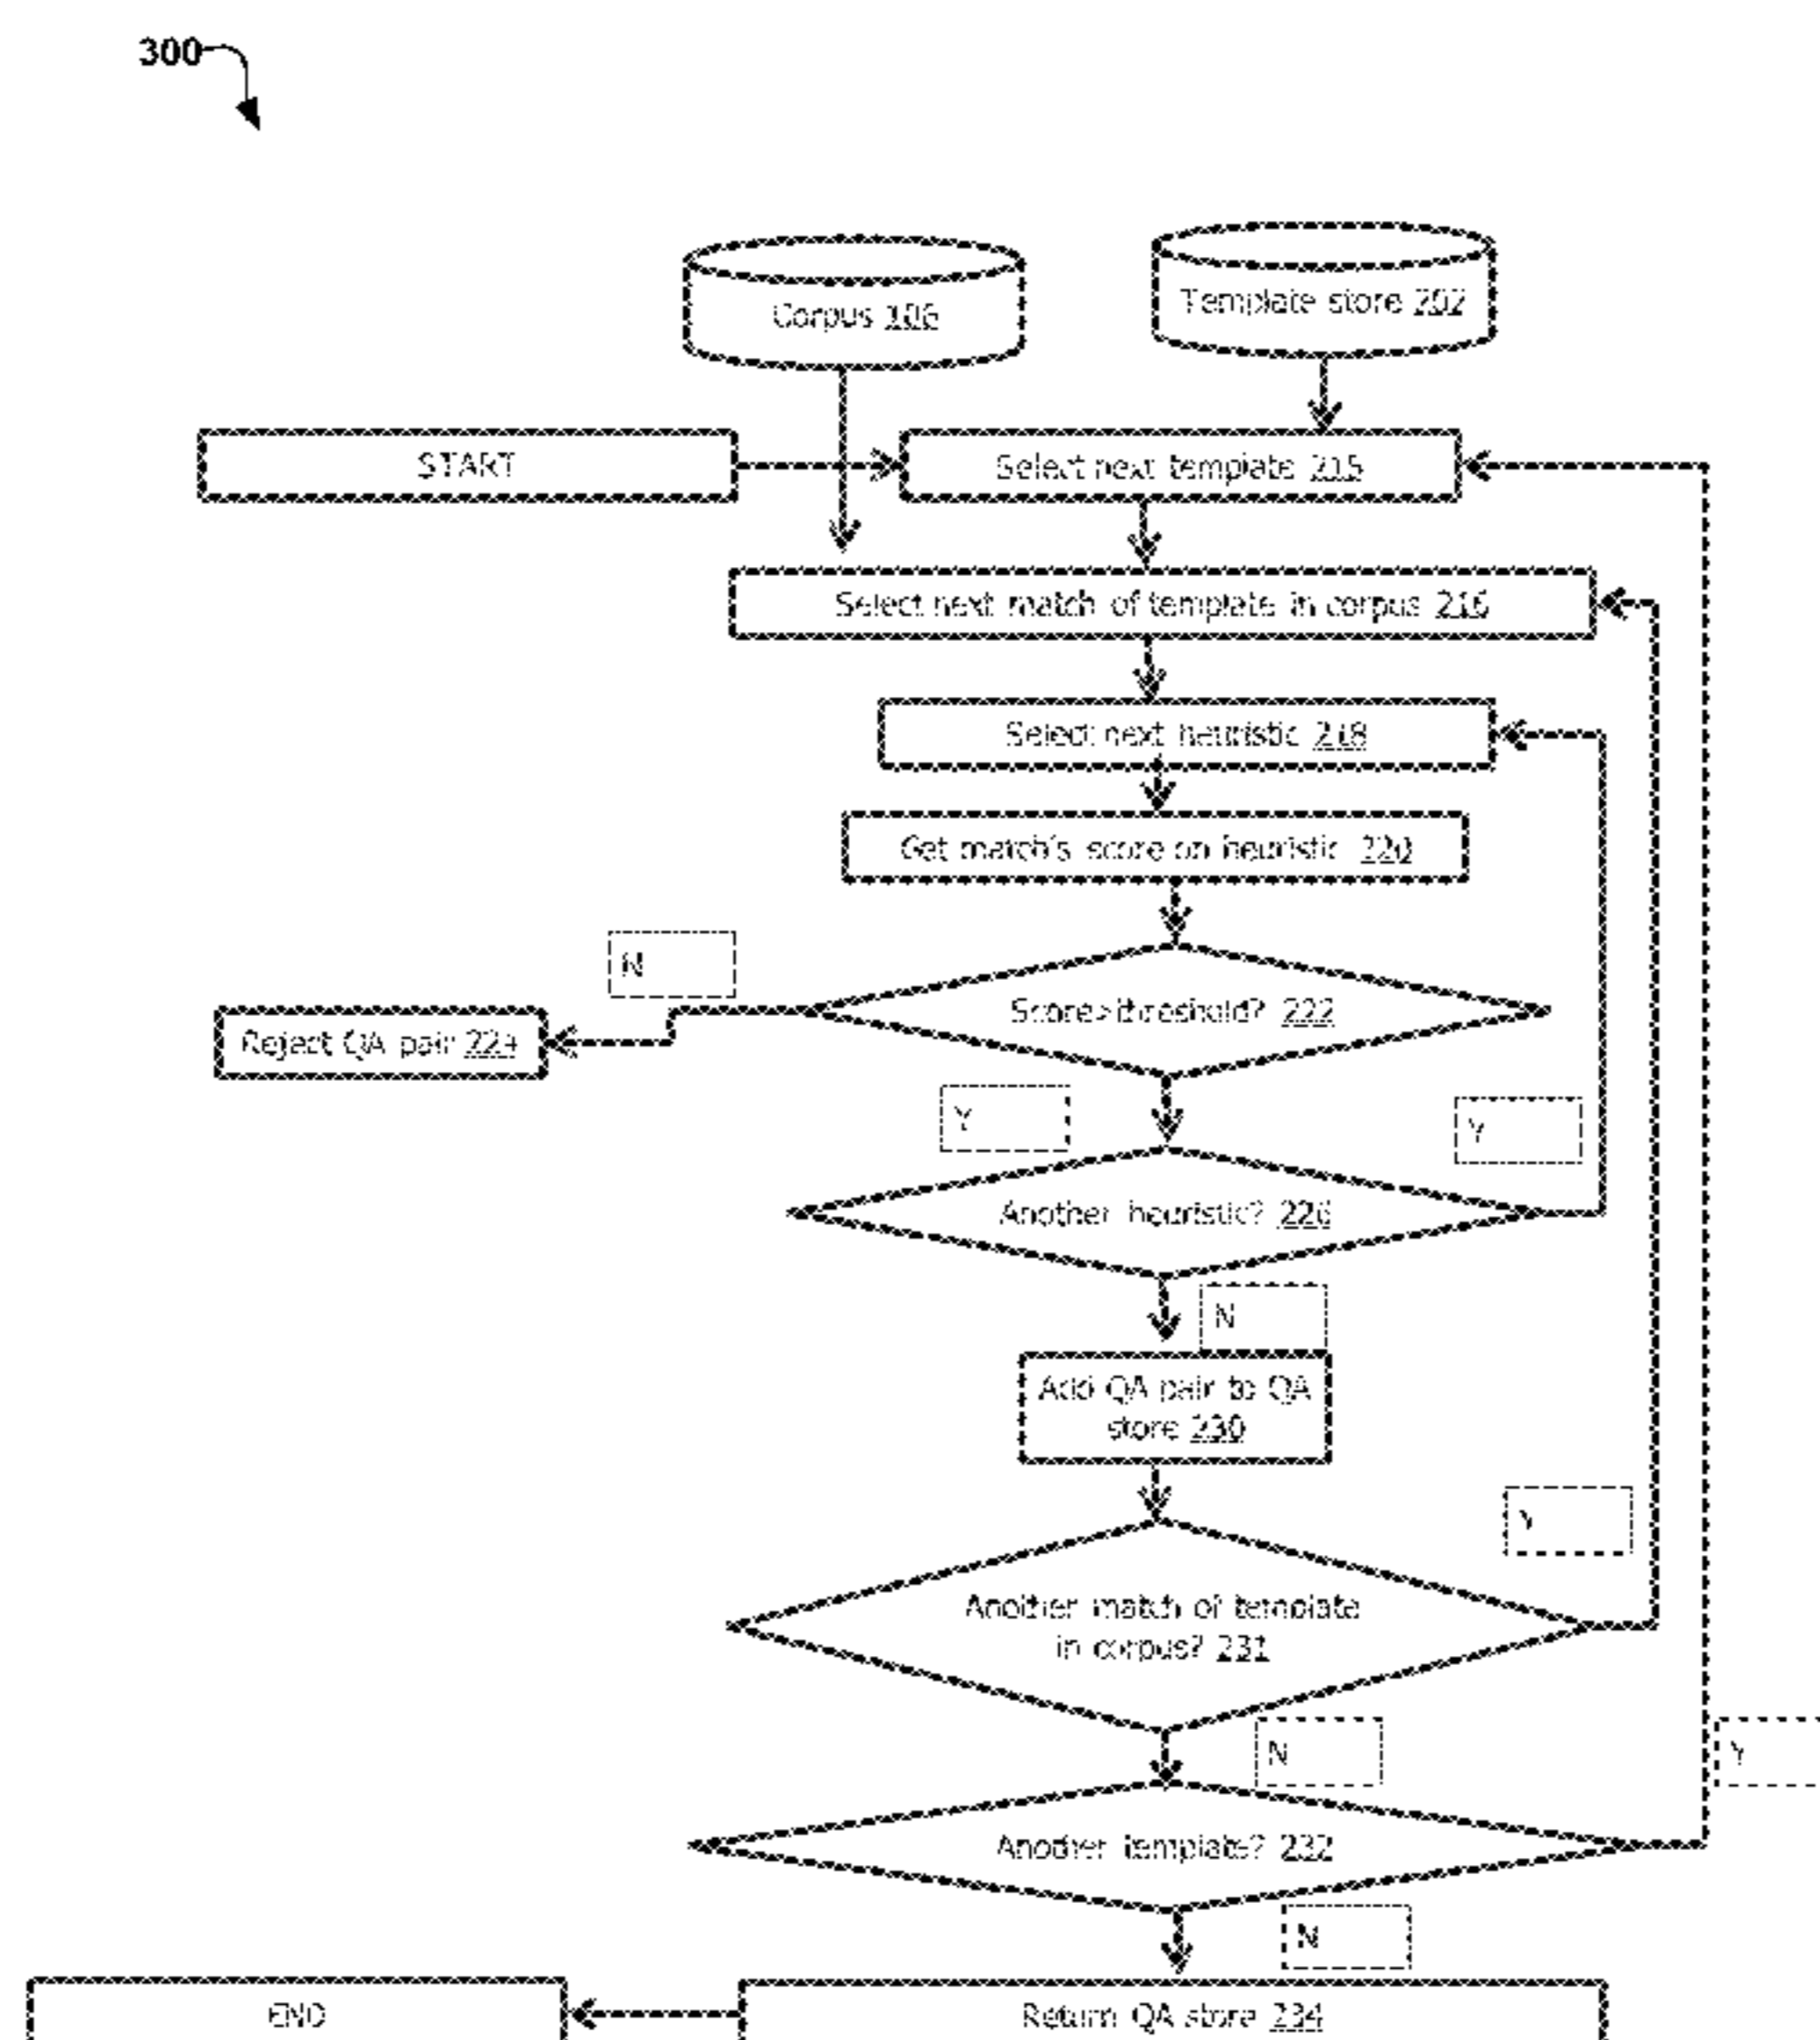 300
Corpus 106
Template store 202
START
Select next template 215
Select next match of template in corpus 216
Select next heuristic 218
Get match's score on heuristic 220
N
Score>threshold? 222
Reject QA pair 224
Y
Y
Another heuristic? 226
N
Add QA pair to QA
store 230
Y
Another match of template
in corpus? 231
N
Y
Another template? 232
N
END
Return QA store 234